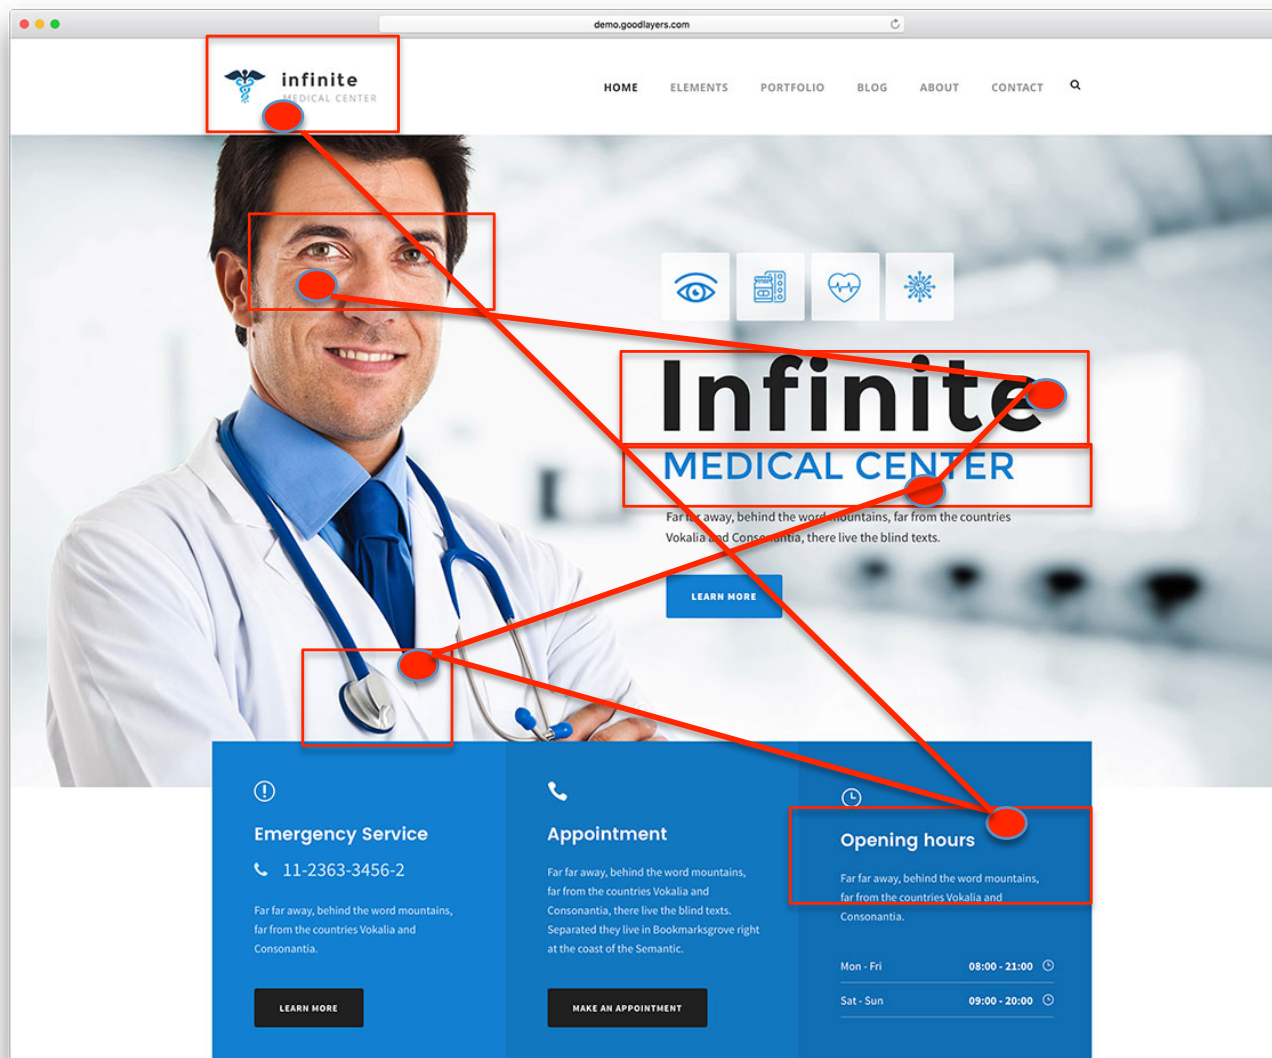 demo.goodlayers.com
infinite
MEDICAL CENTER
HOME ELEMENTS PORTFOLIO BLOG ABOUT CONTACT
Infinite
MEDICAL CENTER
Far far away, behind the word mountains, far from the countries
Vokalia and Consonantia, there live the blind texts.
LEARN MORE
Emergency Service
11-2363-3456-2
Far far away, behind the word mountains,
far from the countries Vokalia and
Consonantia.
LEARN MORE
Appointment
Far far away, behind the word mountains,
far from the countries Vokalia and
Consonantia, there live the blind texts.
Separated they live in Bookmarksgrove right
at the coast of the Semantic.
MAKE AN APPOINTMENT
Opening hours
Far far away, behind the word mountains,
far from the countries Vokalia and
Consonantia.
Mon - Fri 08:00 - 21:00
Sat - Sun 09:00 - 20:00